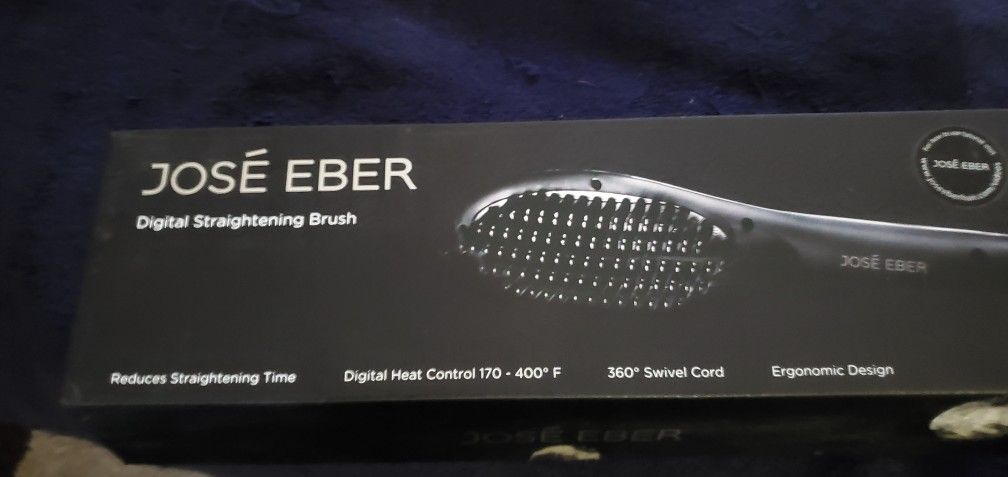 JOSÉ EBER
Digital Straightening Brush
JOSÉ EBER
JOSÉ EBER
Reduces Straightening Time
Digital Heat Control 170 - 400° F
360° Swivel Cord
Ergonomic Design
JOSÉ EBER